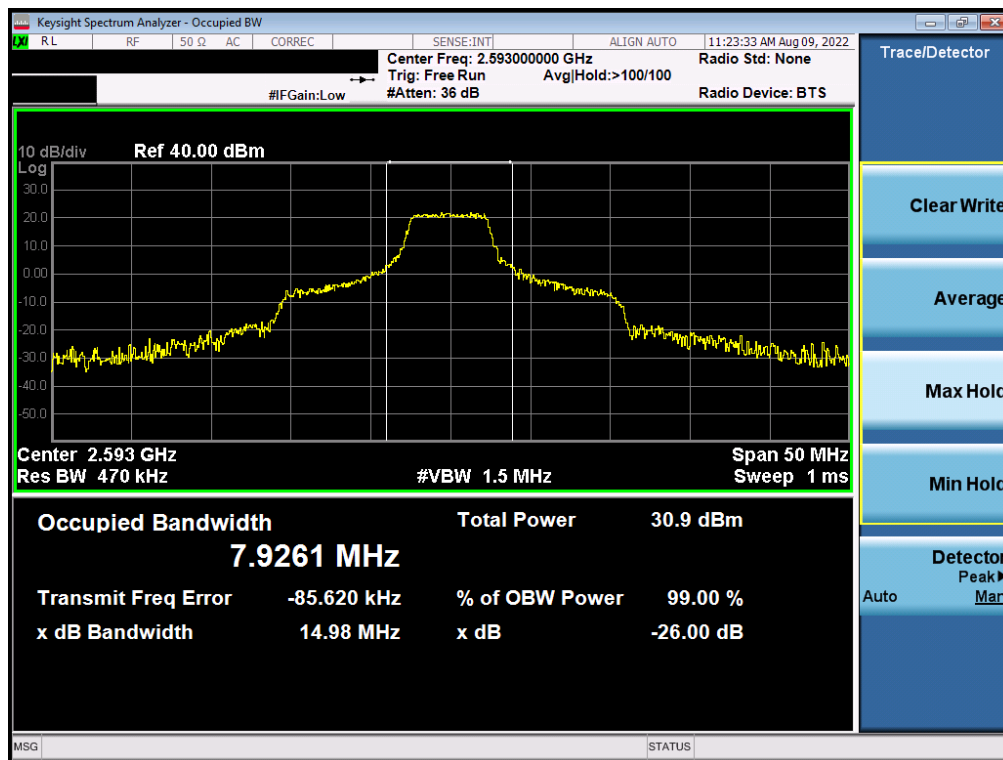 Keysight Spectrum Analyzer - Occupied BW
LXI RL RF 50 Ω AC CORREC SENSE:INT ALIGN AUTO 11:23:33 AM Aug 09, 2022
Center Freq: 2.593000000 GHz Radio Std: None
Trig: Free Run Avg|Hold:>100/100
#IFGain:Low #Atten: 36 dB Radio Device: BTS
Trace/Detector
10 dB/div Ref 40.00 dBm
Log
30.0
20.0
10.0
0.00
-10.0
-20.0
-30.0
-40.0
-50.0
Center 2.593 GHz Span 50 MHz
Res BW 470 kHz #VBW 1.5 MHz Sweep 1 ms
Occupied Bandwidth Total Power 30.9 dBm
7.9261 MHz
Transmit Freq Error -85.620 kHz % of OBW Power 99.00 %
x dB Bandwidth 14.98 MHz x dB -26.00 dB
Clear Write
Average
Max Hold
Min Hold
Detector
Peak▶
Auto Man
MSG STATUS